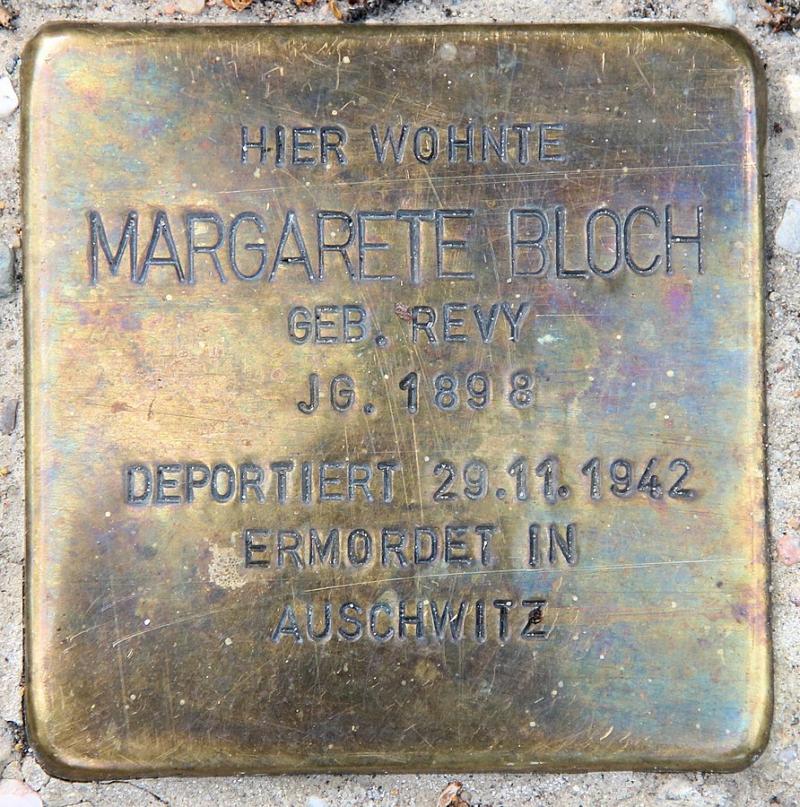 HIER WOHNTE
MARGARETE BLOCH
GEB. REVY
JG. 1898
DEPORTIERT 29.11.1942
ERMORDET IN
AUSCHWITZ